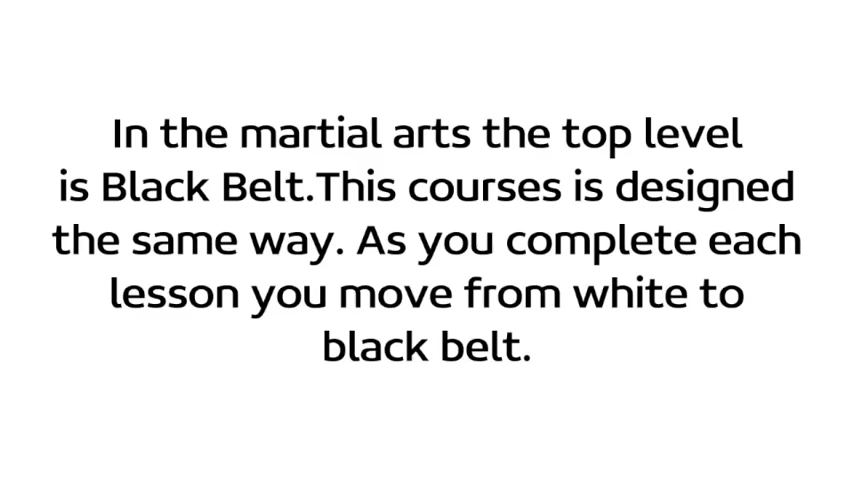 In the martial arts the top level
is Black Belt.This courses is designed
the same way. As you complete each
lesson you move from white to
black belt.